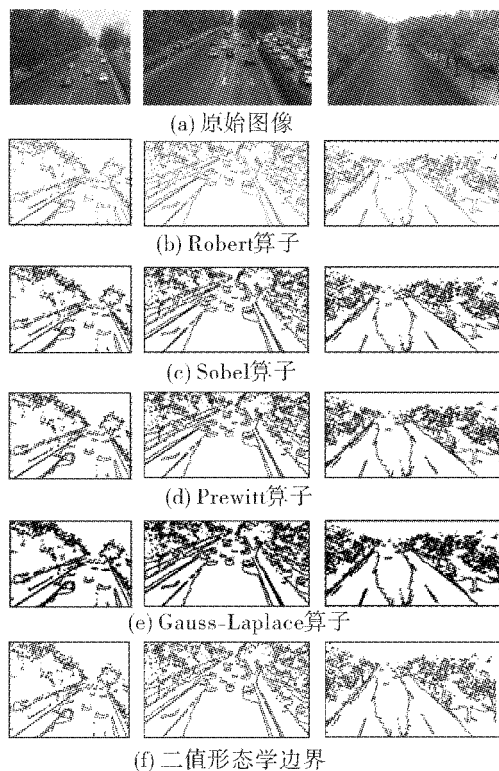 (a) 原始图像
(b) Robert算子
(c) Sobel算子
(d) Prewitt算子
(e) Gauss-Laplace算子
(f) 二值形态学边界